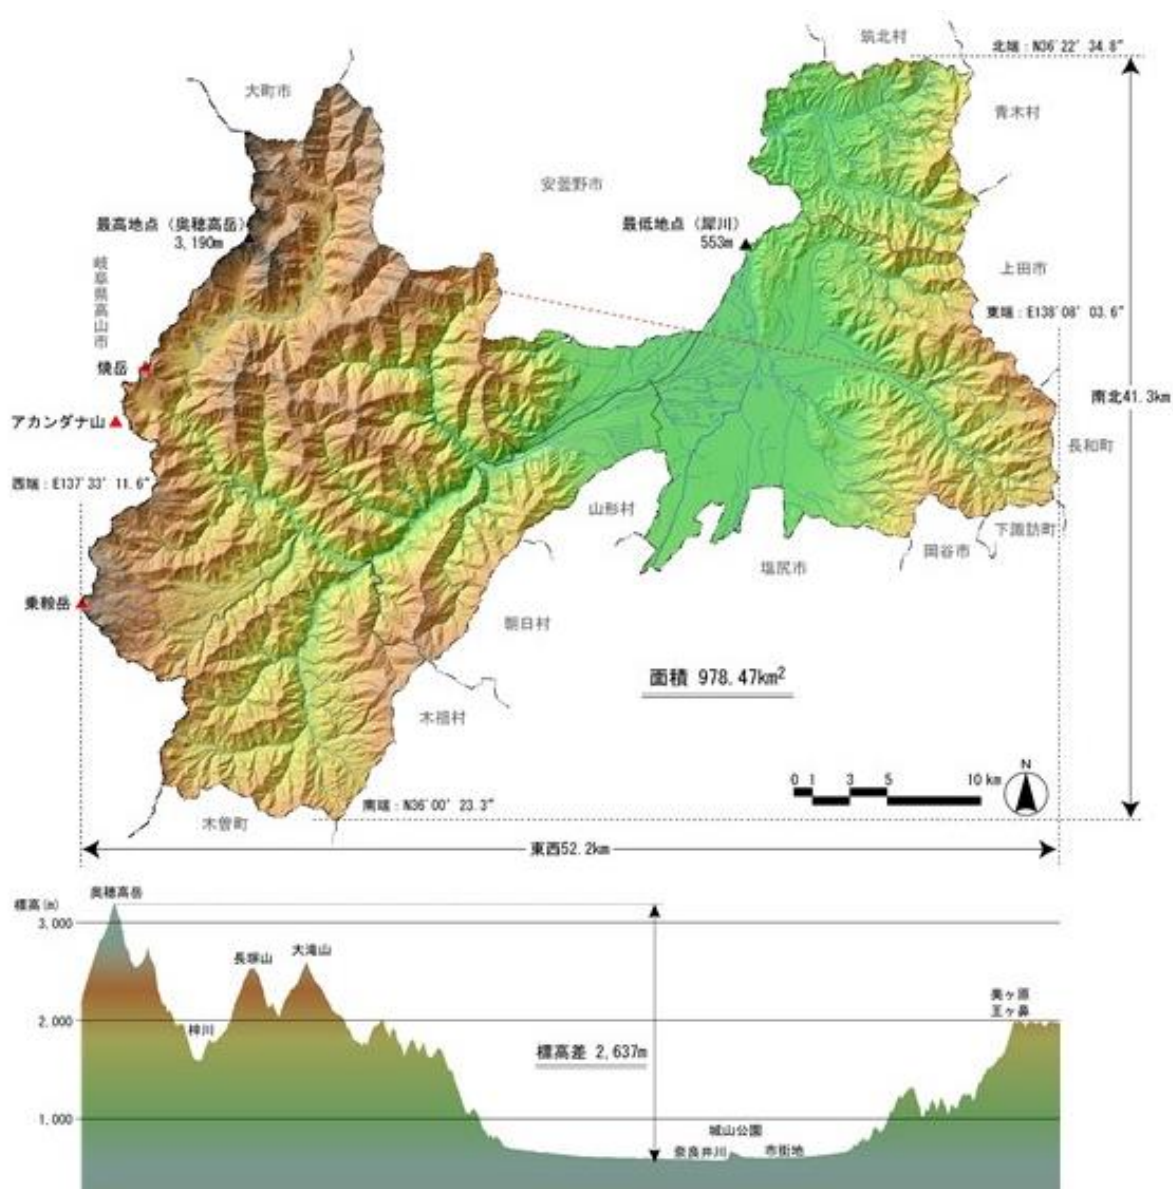 筑北村
北端：N36°22′34.8″
大町市
青木村
安曇野市
最高地点（奥穂高岳）
3,190m
最低地点（犀川）
553m
岐阜県高山市
上田市
東端：E138°08′03.6″
焼岳
南北41.3km
アカンダナ山
長和町
西端：E137°33′11.6″
山形村
下諏訪町
岡谷市
塩尻市
乗鞍岳
朝日村
面積 978.47km²
木祖村
0 1 3 5 10 km
N
南端：N36°00′23.3″
木曽町
東西52.2km
奥穂高岳
標高(m)
3,000
長塀山
大滝山
美ヶ原
王ヶ鼻
2,000
梓川
標高差 2,637m
1,000
城山公園
奈良井川
市街地